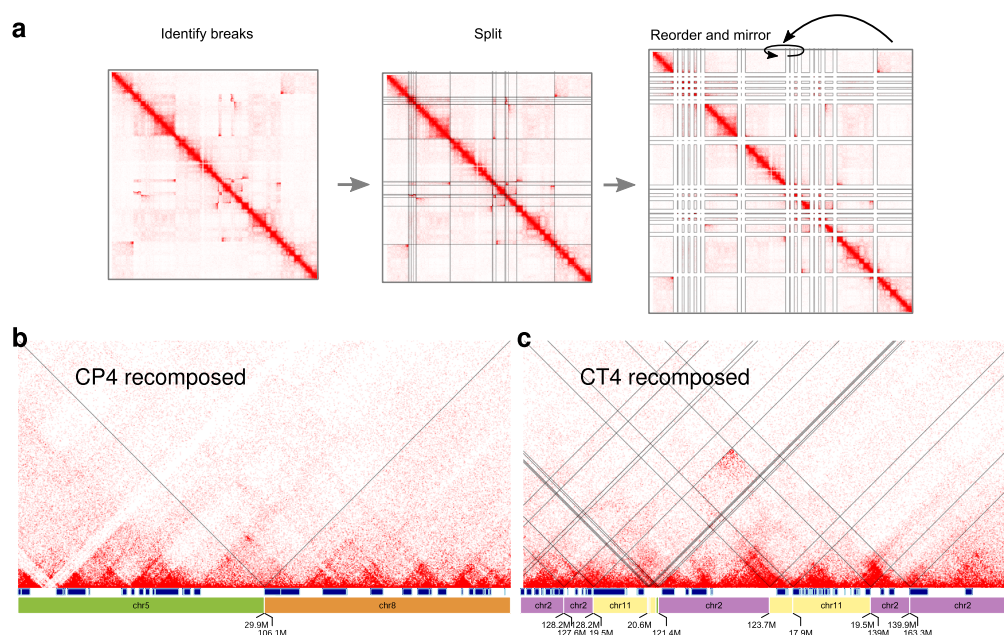 a
Identify breaks
Split
Reorder and mirror
b
CP4 recomposed
chr5
chr8
29.9M
106.1M
c
CT4 recomposed
chr2
chr2
chr11
chr2
chr11
chr2
chr2
128.2M
128.2M
20.6M
123.7M
19.5M
139.9M
127.6M
19.5M
121.4M
17.9M
139M
163.3M